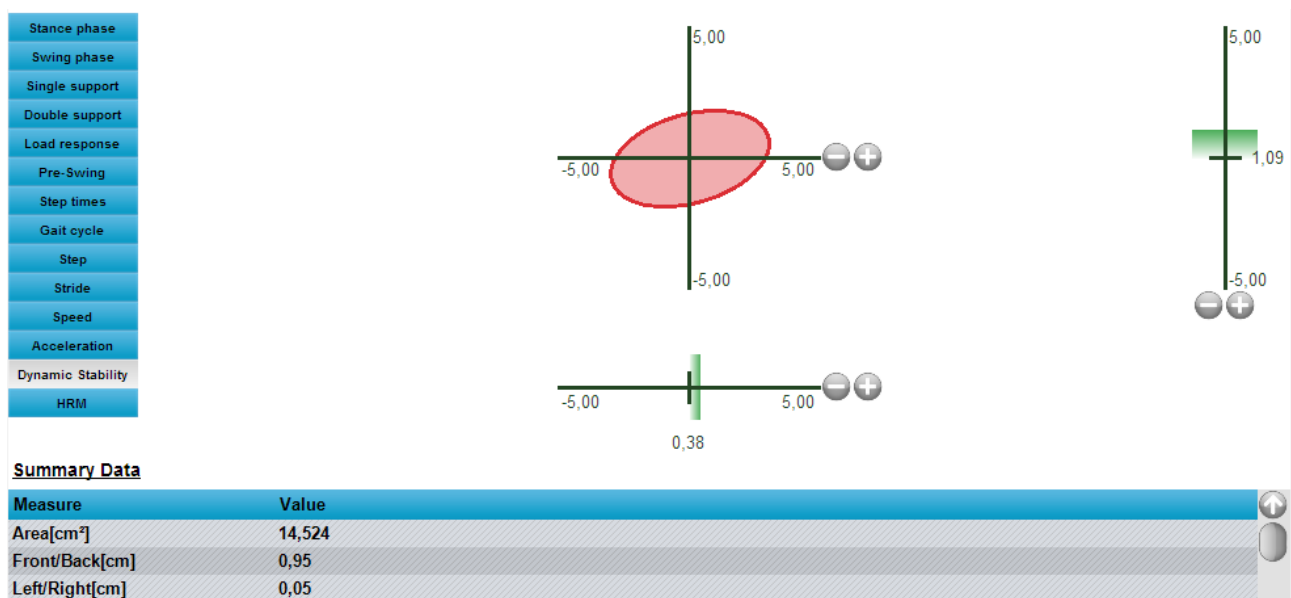 Stance phase
Swing phase
Single support
Double support
Load response
Pre-Swing
Step times
Gait cycle
Step
Stride
Speed
Acceleration
Dynamic Stability
HRM
5,00
-5,00 5,00
-5,00
5,00
1,09
-5,00
-5,00 5,00
0,38
Summary Data
Measure Value
Area[cm²] 14,524
Front/Back[cm] 0,95
Left/Right[cm] 0,05